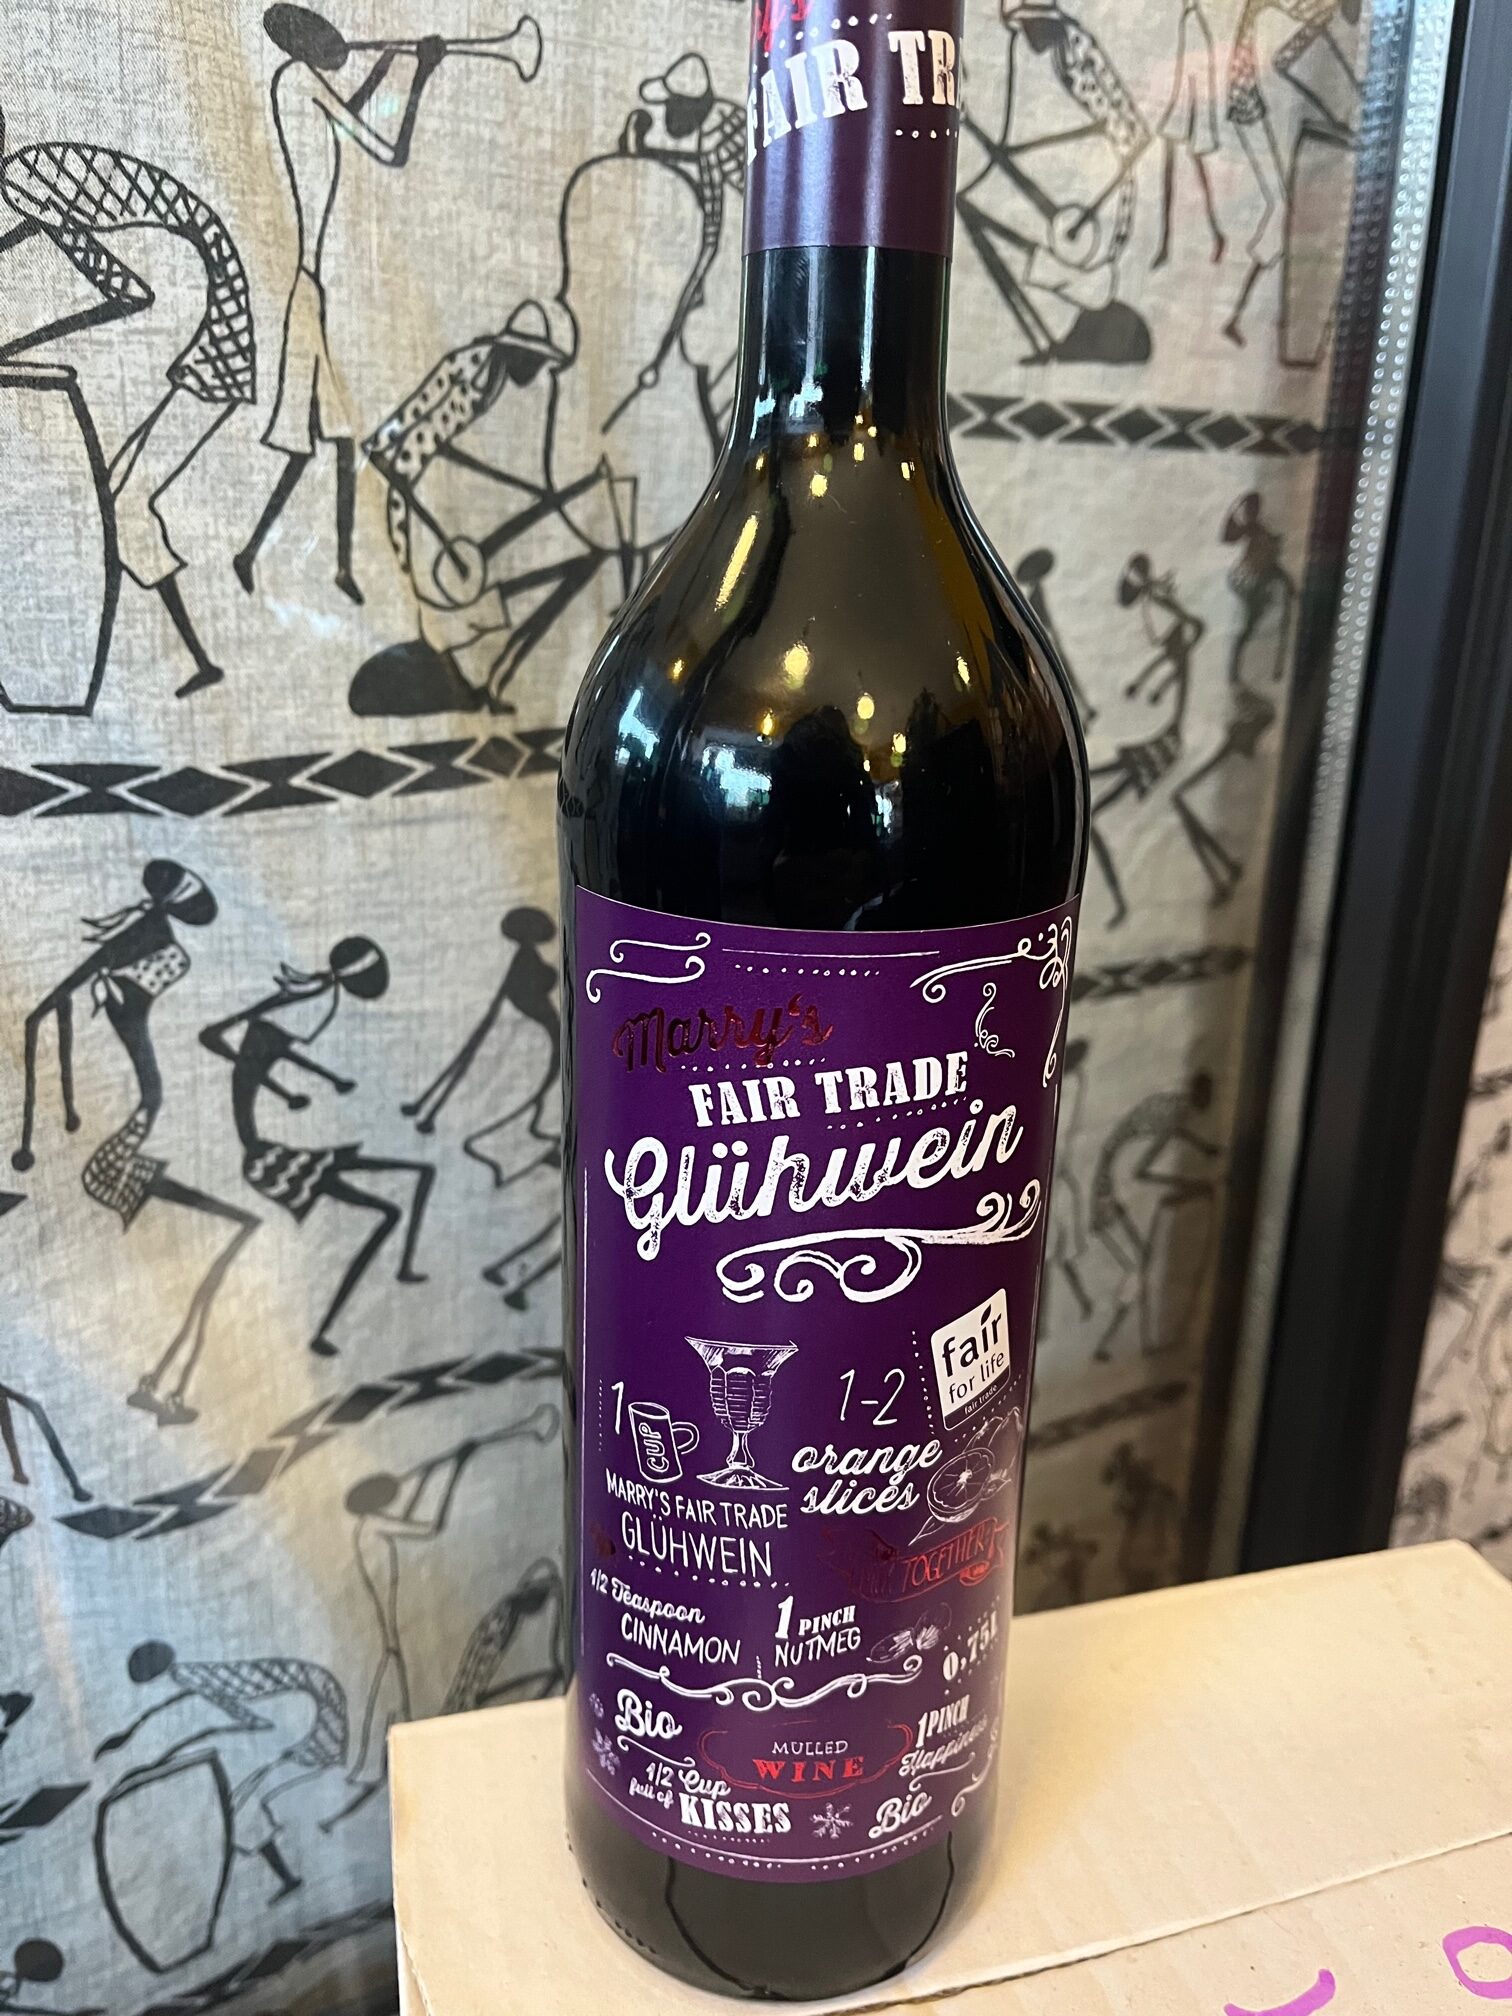 FAIR TR
Marry's
FAIR TRADE
Glühwein
fair
for life
fair trade
1
CUP
1-2
orange
slices
MARRY'S FAIR TRADE
GLÜHWEIN
TOGETHER
1/2 Teaspoon
CINNAMON
1 PINCH
NUTMEG
0,75L
Bio
MULLED
WINE
1 PINCH
Happiness
1/2 Cup
full of
KISSES
Bio